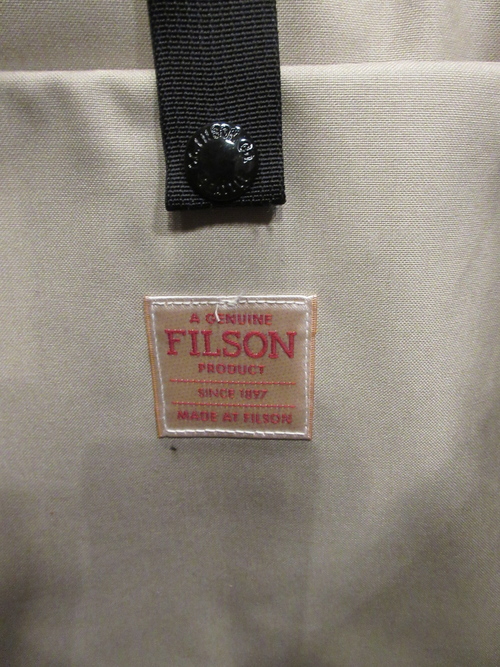 A GENUINE
FILSON
PRODUCT
SINCE 1897
MADE AT FILSON